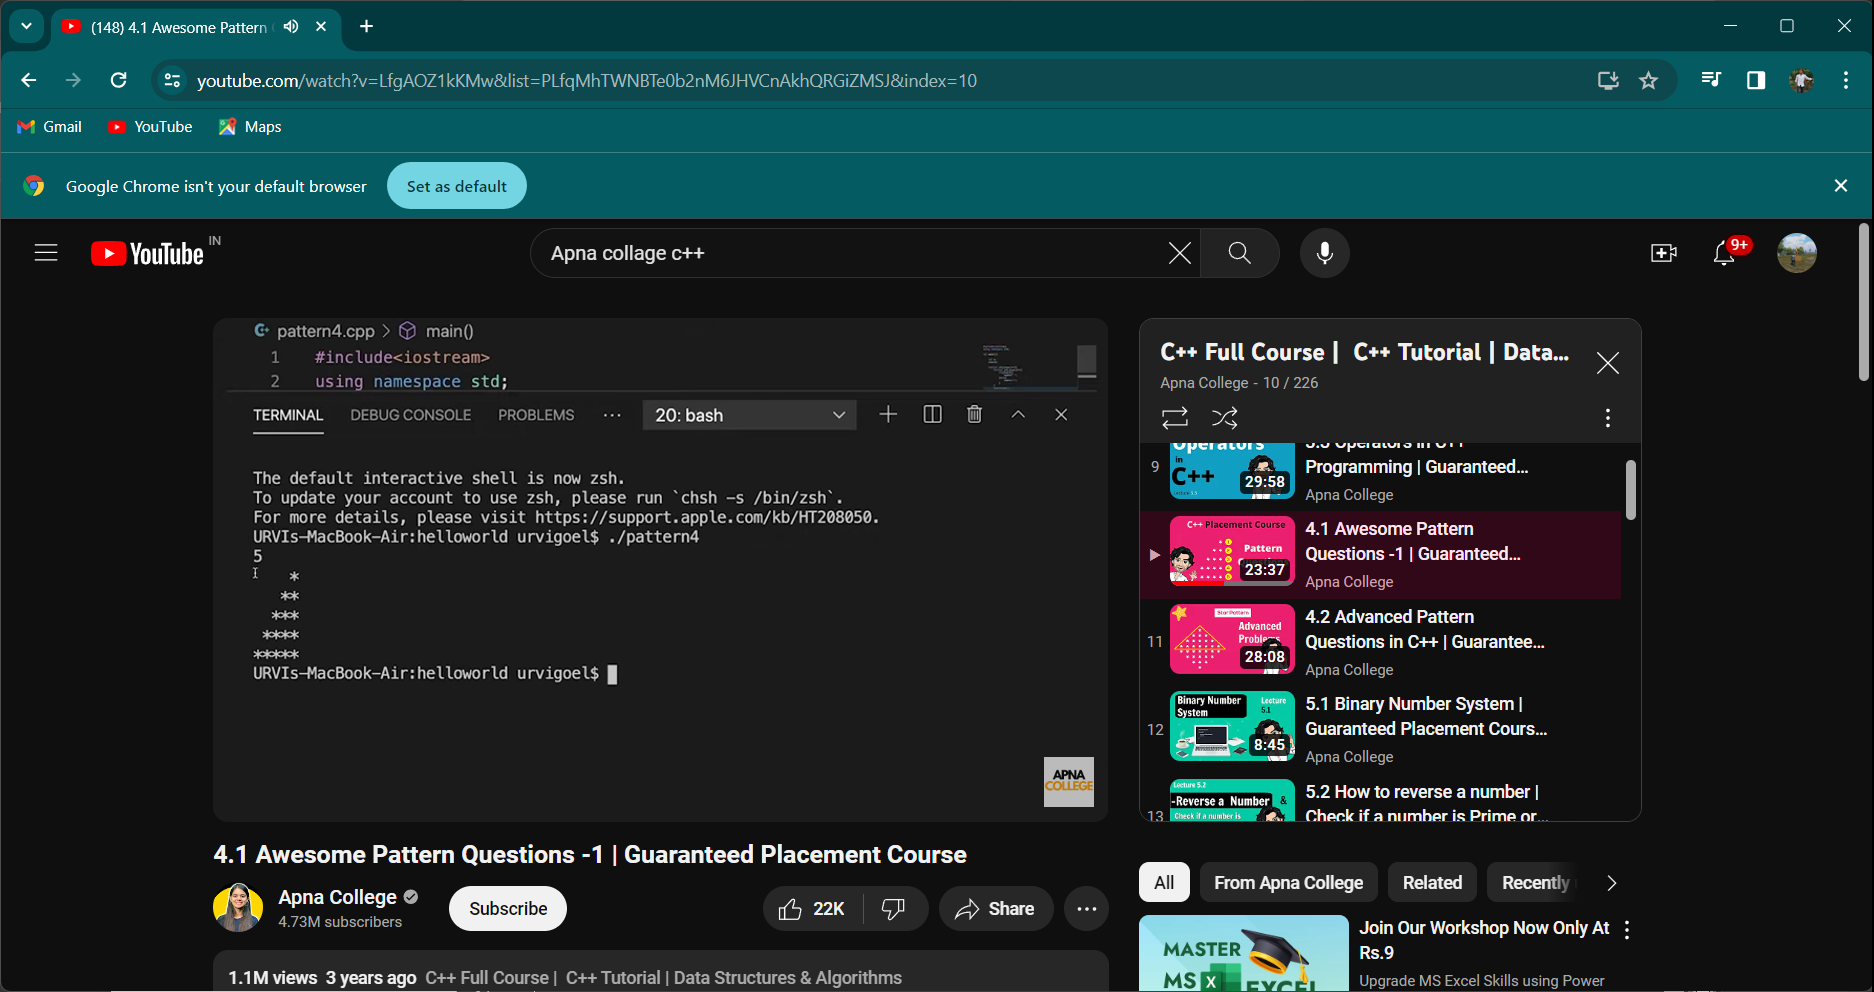 (148) 4.1 Awesome Pattern
youtube.com/watch?v=LfgAOZ1kKMw&list=PLfqMhTWNBTe0b2nM6JHVCnAkhQRGiZMSJ&index=10
Gmail
YouTube
Maps
Google Chrome isn't your default browser
Set as default
YouTube IN
Apna collage c++
9+
pattern4.cpp > main()
1 #include<iostream>
2 using namespace std;
TERMINAL DEBUG CONSOLE PROBLEMS ... 20: bash
The default interactive shell is now zsh.
To update your account to use zsh, please run `chsh -s /bin/zsh`.
For more details, please visit https://support.apple.com/kb/HT208050.
URVIs-MacBook-Air:helloworld urvigoel$ ./pattern4
5
*
**
***
****
*****
URVIs-MacBook-Air:helloworld urvigoel$
APNA
COLLEGE
4.1 Awesome Pattern Questions -1 | Guaranteed Placement Course
Apna College
4.73M subscribers
Subscribe
22K
Share
1.1M views 3 years ago C++ Full Course | C++ Tutorial | Data Structures & Algorithms
C++ Full Course | C++ Tutorial | Data...
Apna College - 10 / 226
9
Operators
in
C++
29:58
3.3 Operators in C++
Programming | Guaranteed...
Apna College
C++ Placement Course
Pattern
23:37
4.1 Awesome Pattern
Questions -1 | Guaranteed...
Apna College
11
Star Pattern
Advanced
Problems
28:08
4.2 Advanced Pattern
Questions in C++ | Guarantee...
Apna College
12
Binary Number
System
Lecture
5.1
8:45
5.1 Binary Number System |
Guaranteed Placement Cours...
Apna College
13
Lecture 5.2
-Reverse a Number &
Check if a number is
5.2 How to reverse a number |
Check if a number is Prime or...
All
From Apna College
Related
Recently
MASTER
MS EXCEL
Join Our Workshop Now Only At
Rs.9
Upgrade MS Excel Skills using Power